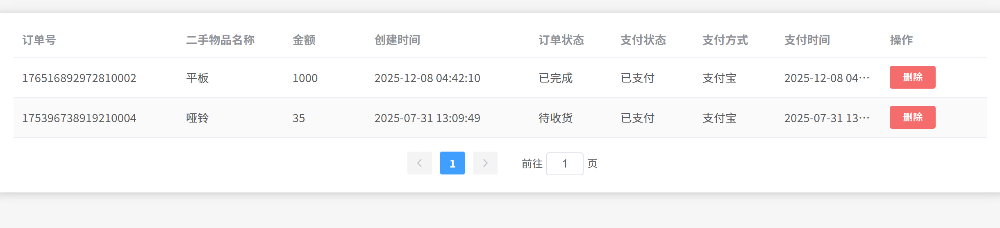 订单号 二手物品名称 金额 创建时间 订单状态 支付状态 支付方式 支付时间 操作
176516892972810002 平板 1000 2025-12-08 04:42:10 已完成 已支付 支付宝 2025-12-08 04… 删除
175396738919210004 哑铃 35 2025-07-31 13:09:49 待收货 已支付 支付宝 2025-07-31 13… 删除
1 前往 1 页